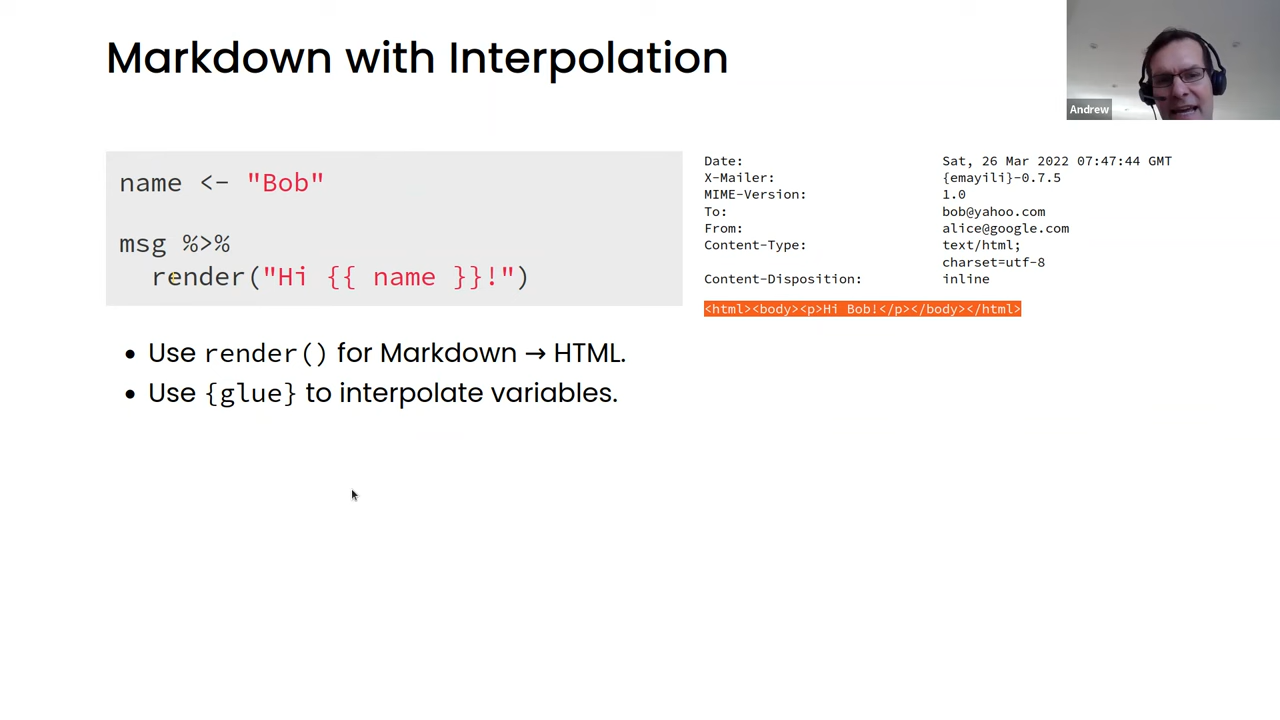 Markdown with Interpolation
Andrew
name <- "Bob"
msg %>%
render("Hi {{ name }}!")
Date: Sat, 26 Mar 2022 07:47:44 GMT
X-Mailer: {emayili}-0.7.5
MIME-Version: 1.0
To: bob@yahoo.com
From: alice@google.com
Content-Type: text/html;
charset=utf-8
Content-Disposition: inline
<html><body><p>Hi Bob!</p></body></html>
• Use render() for Markdown → HTML.
• Use {glue} to interpolate variables.